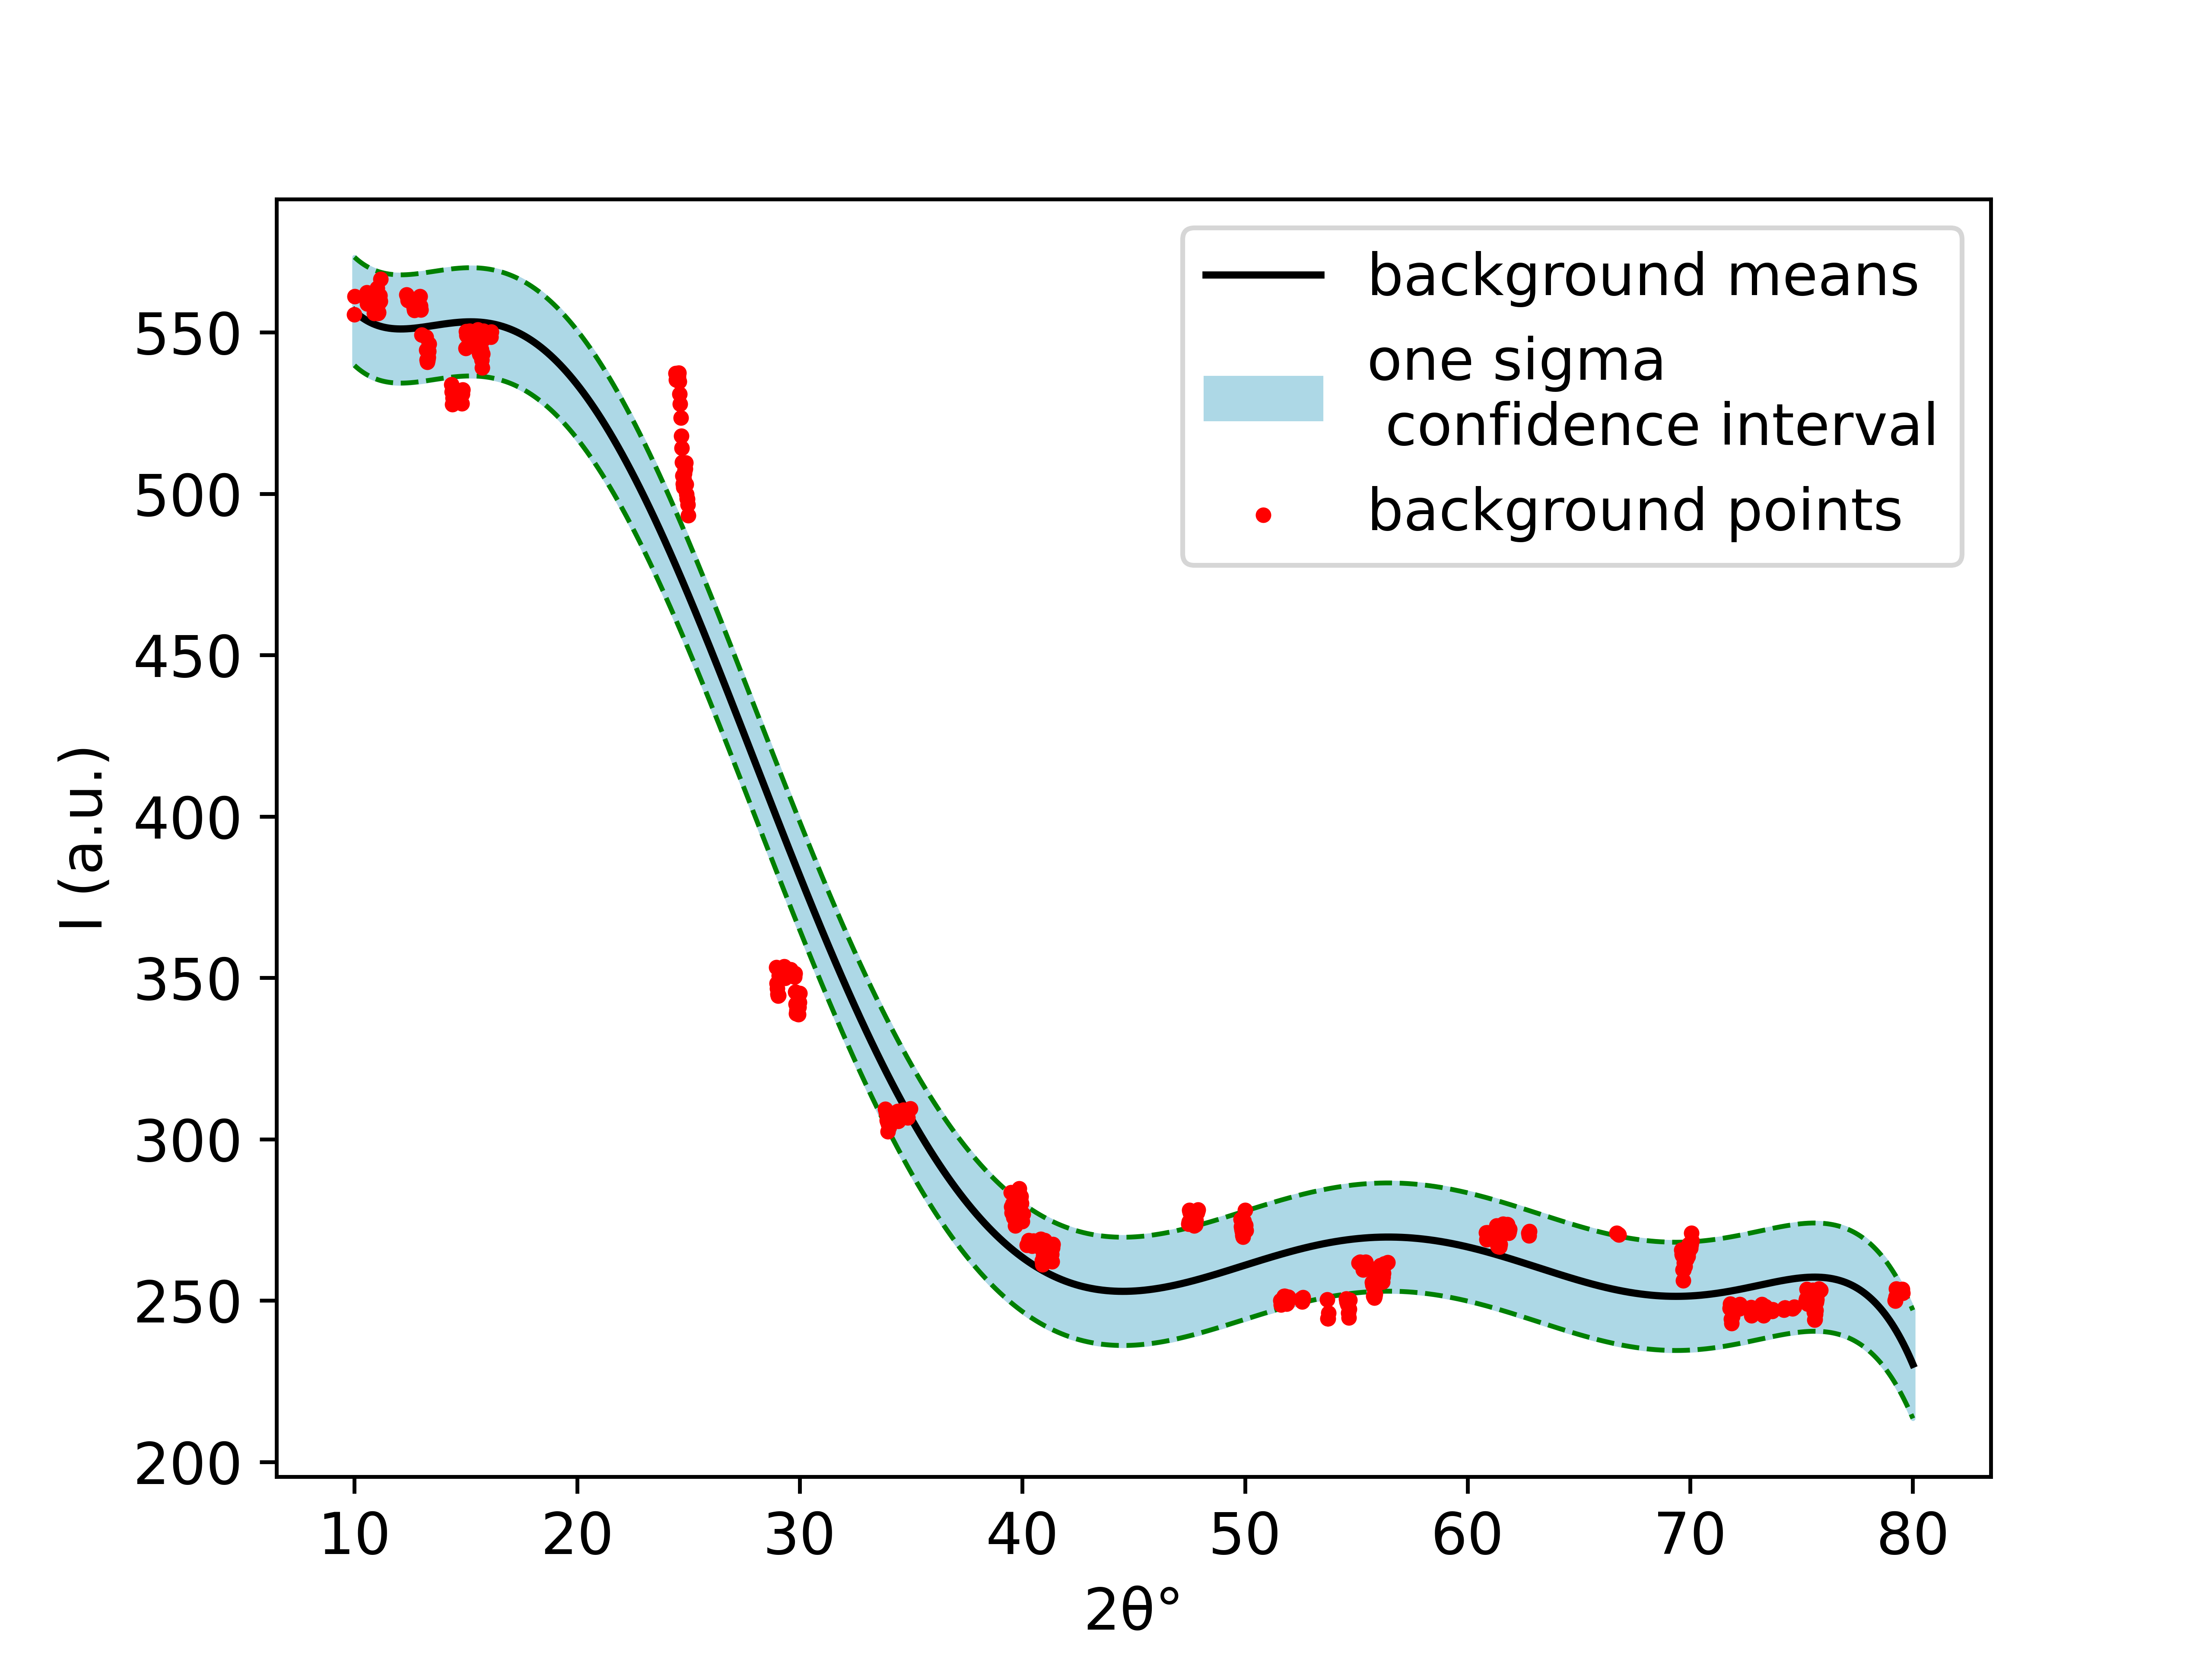 background means
one sigma
confidence interval
background points
550
500
450
400
350
300
250
200
I (a.u.)
10 20 30 40 50 60 70 80
2θ°